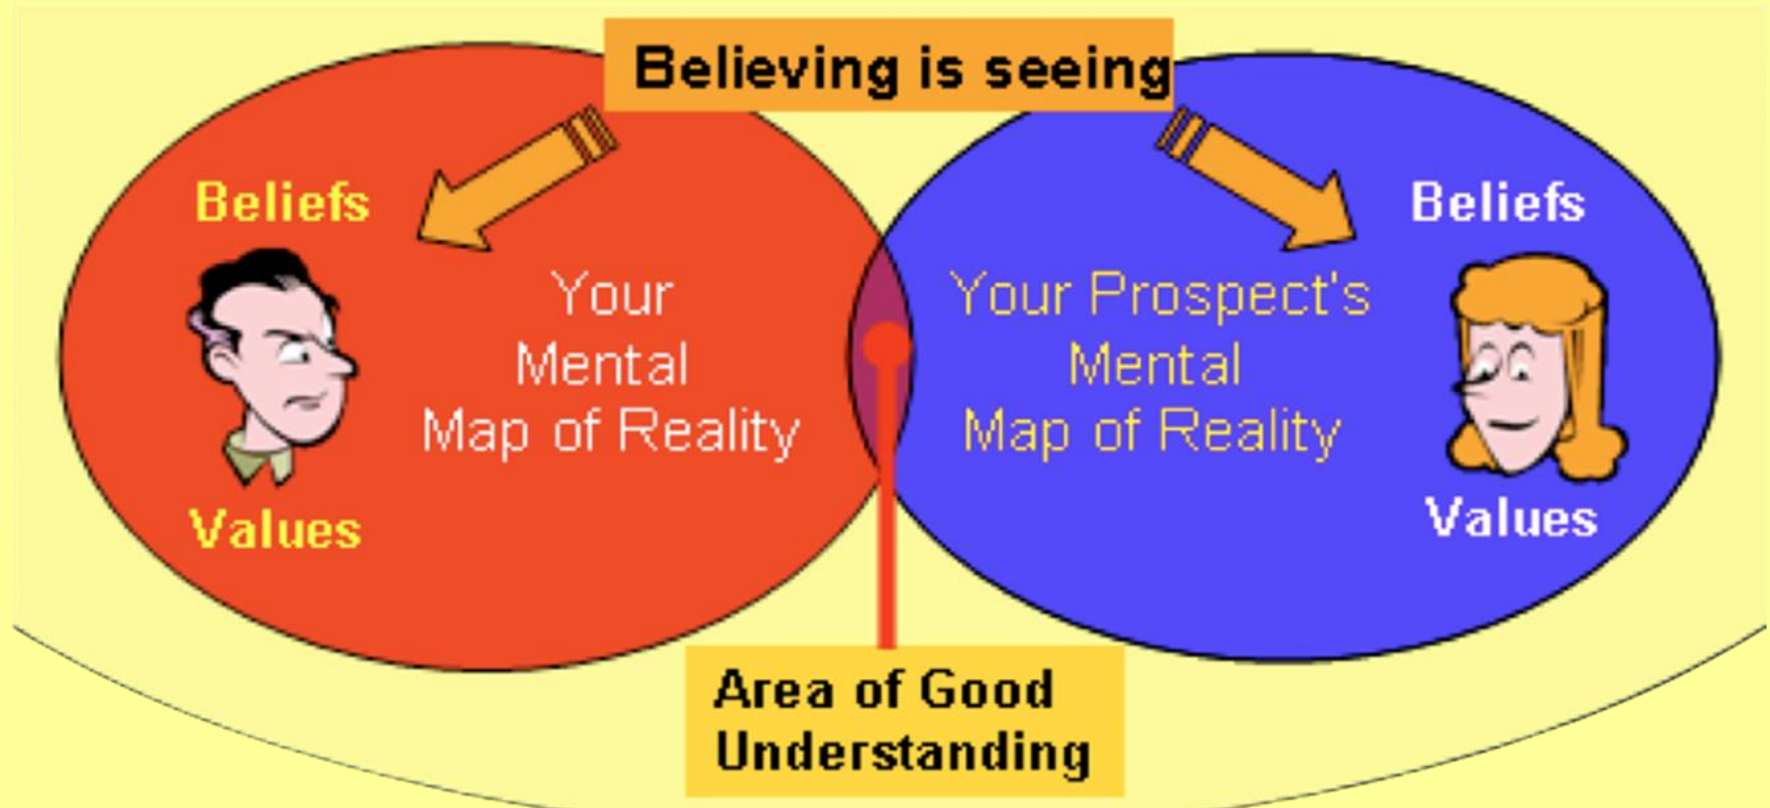 Believing is seeing
Beliefs
Your
Mental
Map of Reality
Values
Beliefs
Your Prospect's
Mental
Map of Reality
Values
Area of Good
Understanding